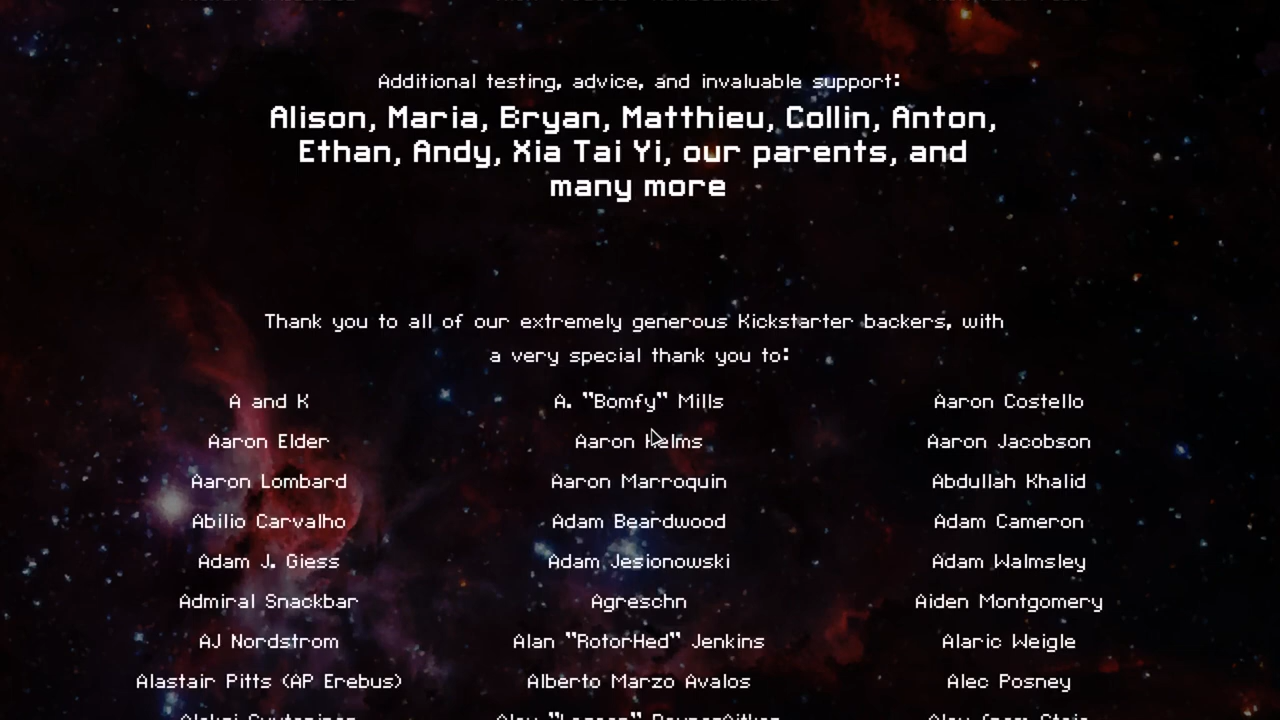 Additional testing, advice, and invaluable support:
Alison, Maria, Bryan, Matthieu, Collin, Anton,
Ethan, Andy, Xia Tai Yi, our parents, and
many more
Thank you to all of our extremely generous Kickstarter backers, with
a very special thank you to:
A and K A. "Bomfy" Mills Aaron Costello
Aaron Elder Aaron Helms Aaron Jacobson
Aaron Lombard Aaron Marroquin Abdullah Khalid
Abilio Carvalho Adam Beardwood Adam Cameron
Adam J. Giess Adam Jesionowski Adam Walmsley
Admiral Snackbar Agreschn Aiden Montgomery
AJ Nordstrom Alan "RotorHed" Jenkins Alaric Weigle
Alastair Pitts (AP Erebus) Alberto Marzo Avalos Alec Posney